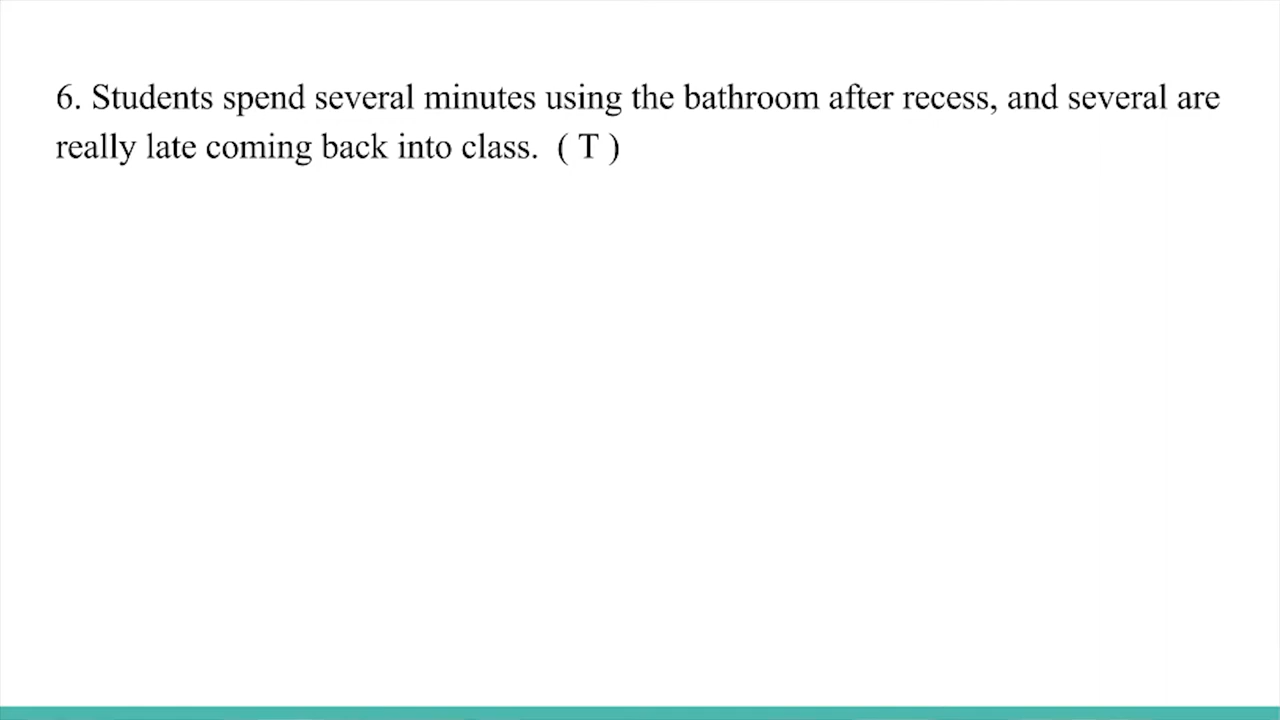 6. Students spend several minutes using the bathroom after recess, and several are
really late coming back into class.  ( T )